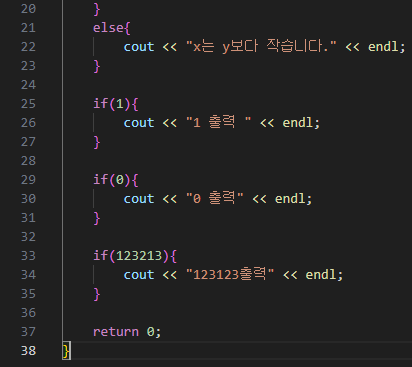 20 }
21 else{
22 cout << "x는 y보다 작습니다." << endl;
23 }
24
25 if(1){
26 cout << "1 출력 " << endl;
27 }
28
29 if(0){
30 cout << "0 출력" << endl;
31 }
32
33 if(123213){
34 cout << "123123출력" << endl;
35 }
36
37 return 0;
38 }